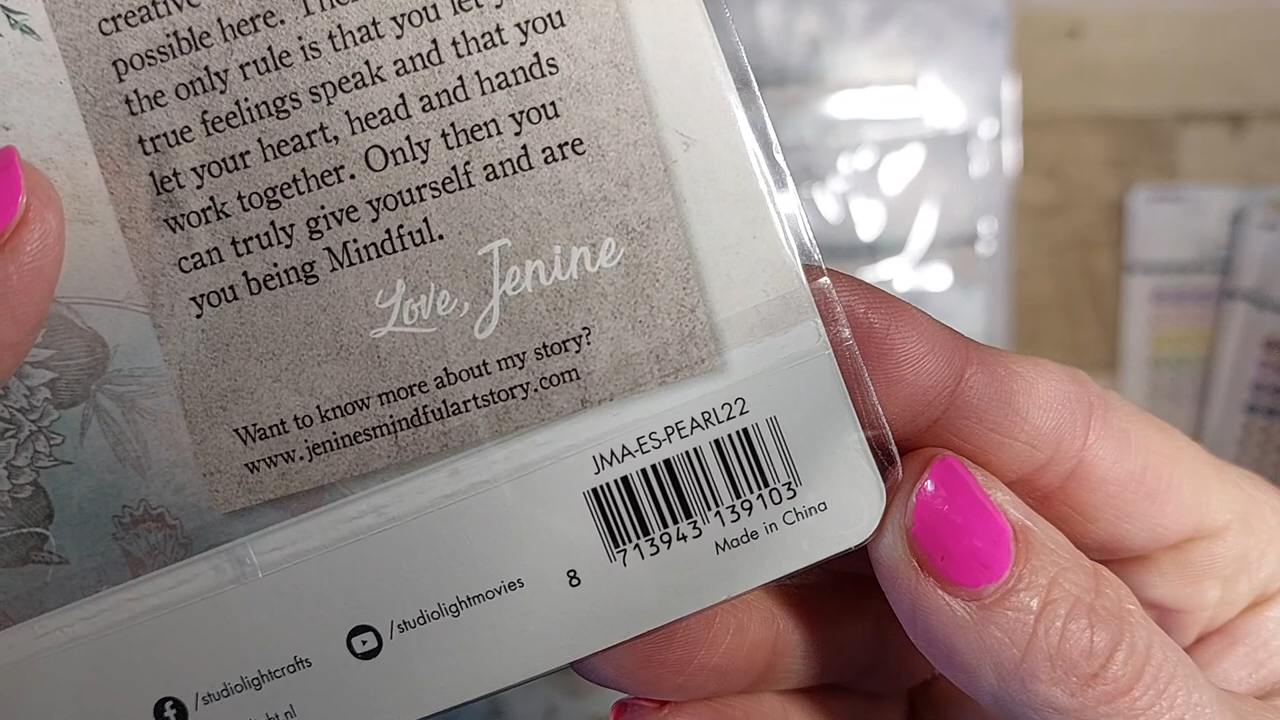 creative
possible here. The
the only rule is that you let y
true feelings speak and that you
let your heart, head and hands
work together. Only then you
can truly give yourself and are
you being Mindful.
Love, Jenine
Want to know more about my story?
www.jeninesmindfulartstory.com
JMA-ES-PEARL22
8 713943 139103
Made in China
/studiolightmovies
/studiolightcrafts
ht.nl